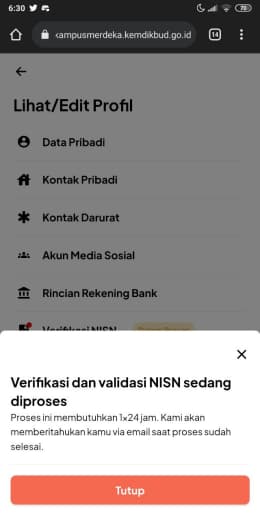 6:30
kampusmerdeka.kemdikbud.go.id
14
Lihat/Edit Profil
Data Pribadi
Kontak Pribadi
Kontak Darurat
Akun Media Sosial
Rincian Rekening Bank
Verifikasi NISN
Verifikasi dan validasi NISN sedang
diproses
Proses ini membutuhkan 1x24 jam. Kami akan
memberitahukan kamu via email saat proses sudah
selesai.
Tutup